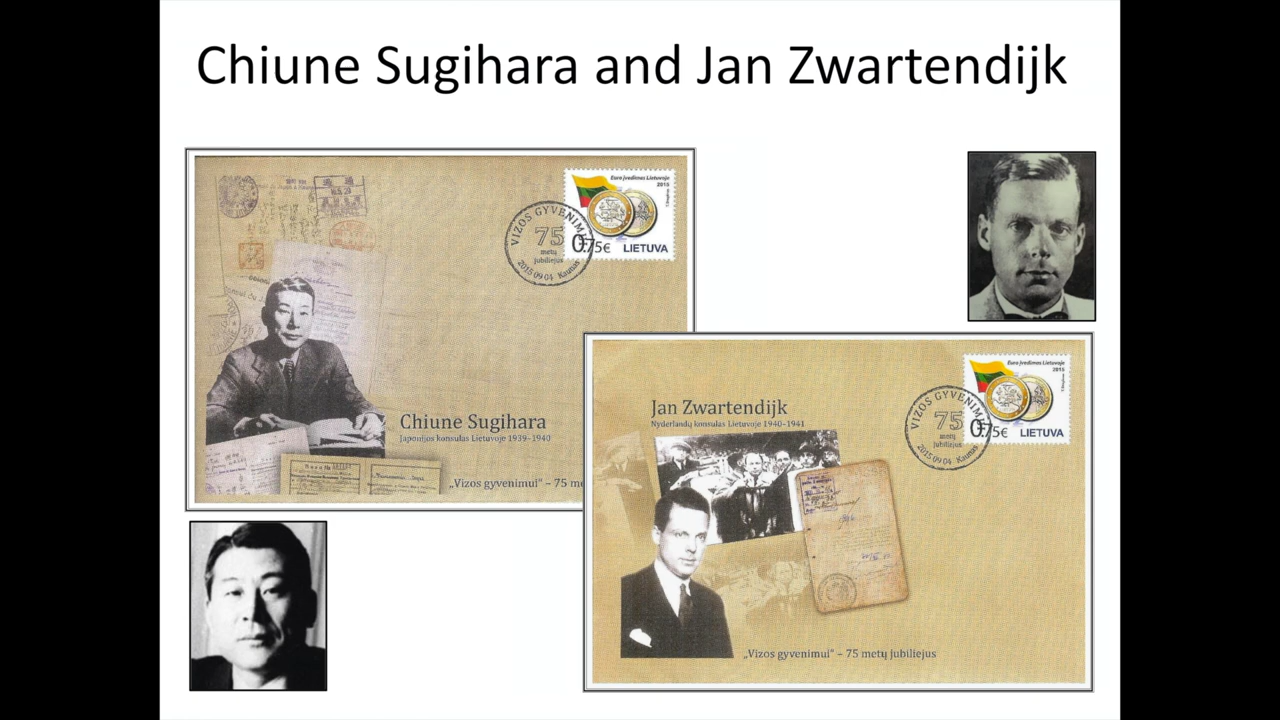 Chiune Sugihara and Jan Zwartendijk
Euro įvedimas Lietuvoje
2015
VIZOS GYVENIMUI
75
metų
jubiliejus
2015 09 04 Kaunas
0.75€
LIETUVA
Chiune Sugihara
Japonijos konsulas Lietuvoje 1939–1940
„Vizos gyvenimui“ – 75 me
Euro įvedimas Lietuvoje
2015
VIZOS GYVENIMUI
75
metų
jubiliejus
2015 09 04 Kaunas
0.75€
LIETUVA
Jan Zwartendijk
Nyderlandų konsulas Lietuvoje 1940–1941
„Vizos gyvenimui“ – 75 metų jubiliejus